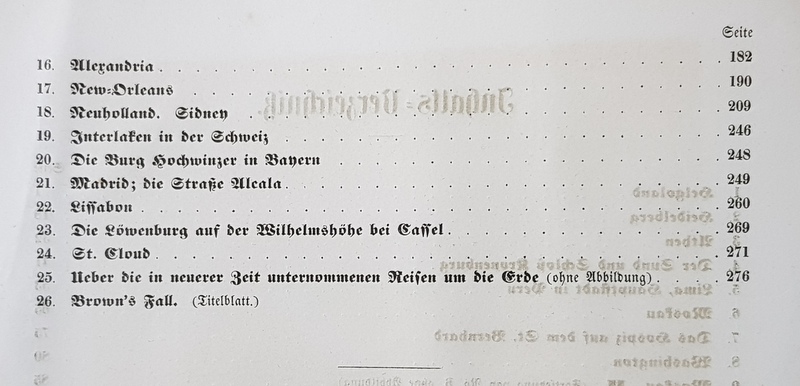 Seite
16. Alexandria . . . . . . . . . . . . . . . . 182
17. New-Orleans . . . . . . . . . . . . . . . . 190
18. Neuholland. Sidney . . . . . . . . . . . . . . 209
19. Interlaken in der Schweiz . . . . . . . . . . . . 246
20. Die Burg Hochwinzer in Bayern . . . . . . . . . . . 248
21. Madrid; die Straße Alcala . . . . . . . . . . . . 249
22. Lissabon . . . . . . . . . . . . . . . . . 260
23. Die Löwenburg auf der Wilhelmshöhe bei Cassel . . . . . . . . 269
24. St. Cloud . . . . . . . . . . . . . . . . . 271
25. Ueber die in neuerer Zeit unternommenen Reisen um die Erde (ohne Abbildung) . . . 276
26. Brown's Fall. (Titelblatt.)